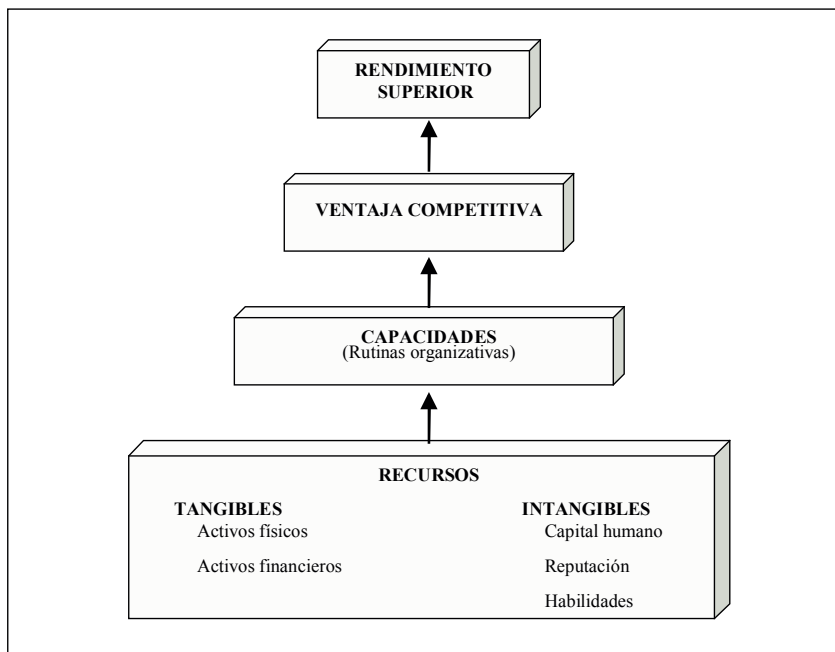 RENDIMIENTO
SUPERIOR
VENTAJA COMPETITIVA
CAPACIDADES
(Rutinas organizativas)
RECURSOS
TANGIBLES
Activos físicos
Activos financieros
INTANGIBLES
Capital humano
Reputación
Habilidades